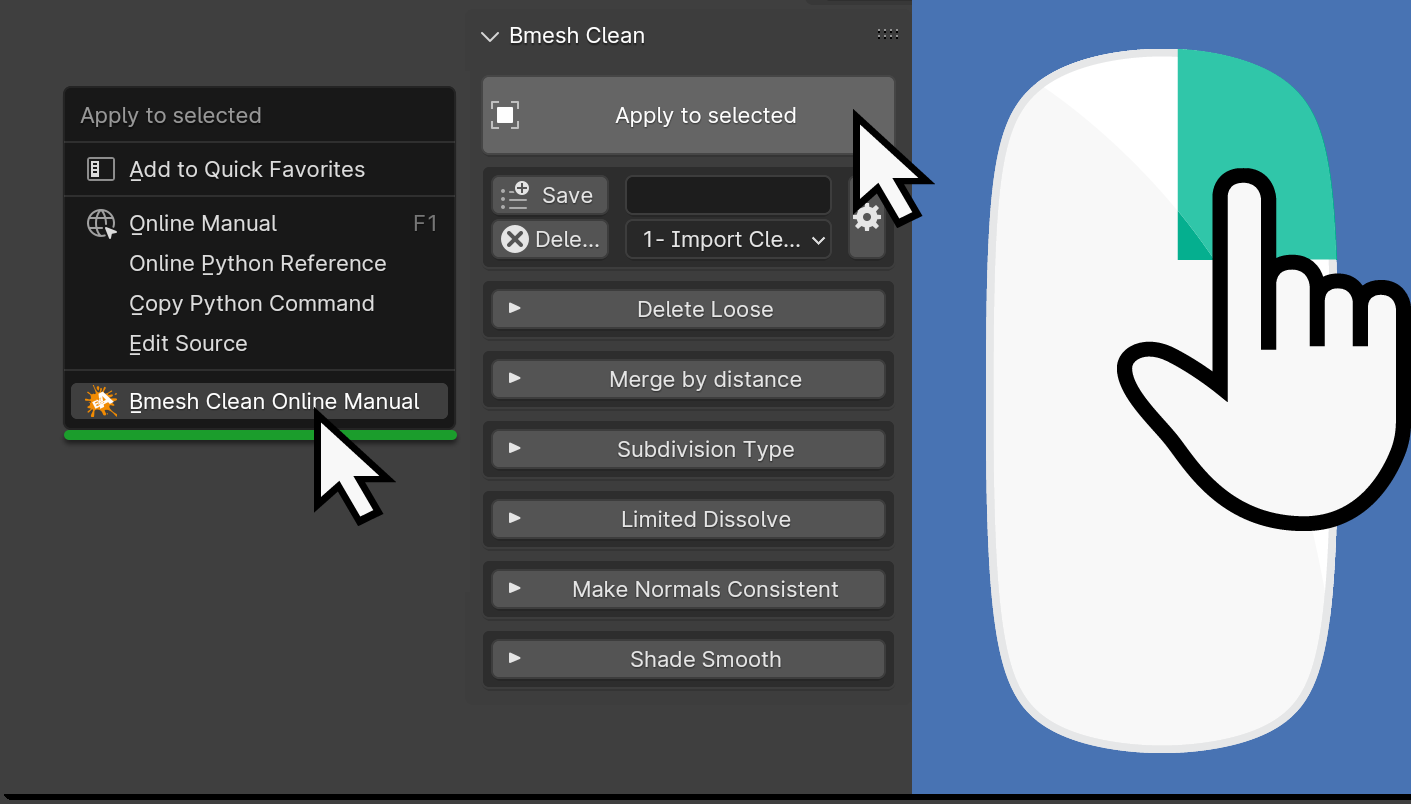 Apply to selected
Add to Quick Favorites
Online Manual F1
Online Python Reference
Copy Python Command
Edit Source
Bmesh Clean Online Manual
Bmesh Clean
Apply to selected
Save
Dele... 1- Import Cle...
Delete Loose
Merge by distance
Subdivision Type
Limited Dissolve
Make Normals Consistent
Shade Smooth